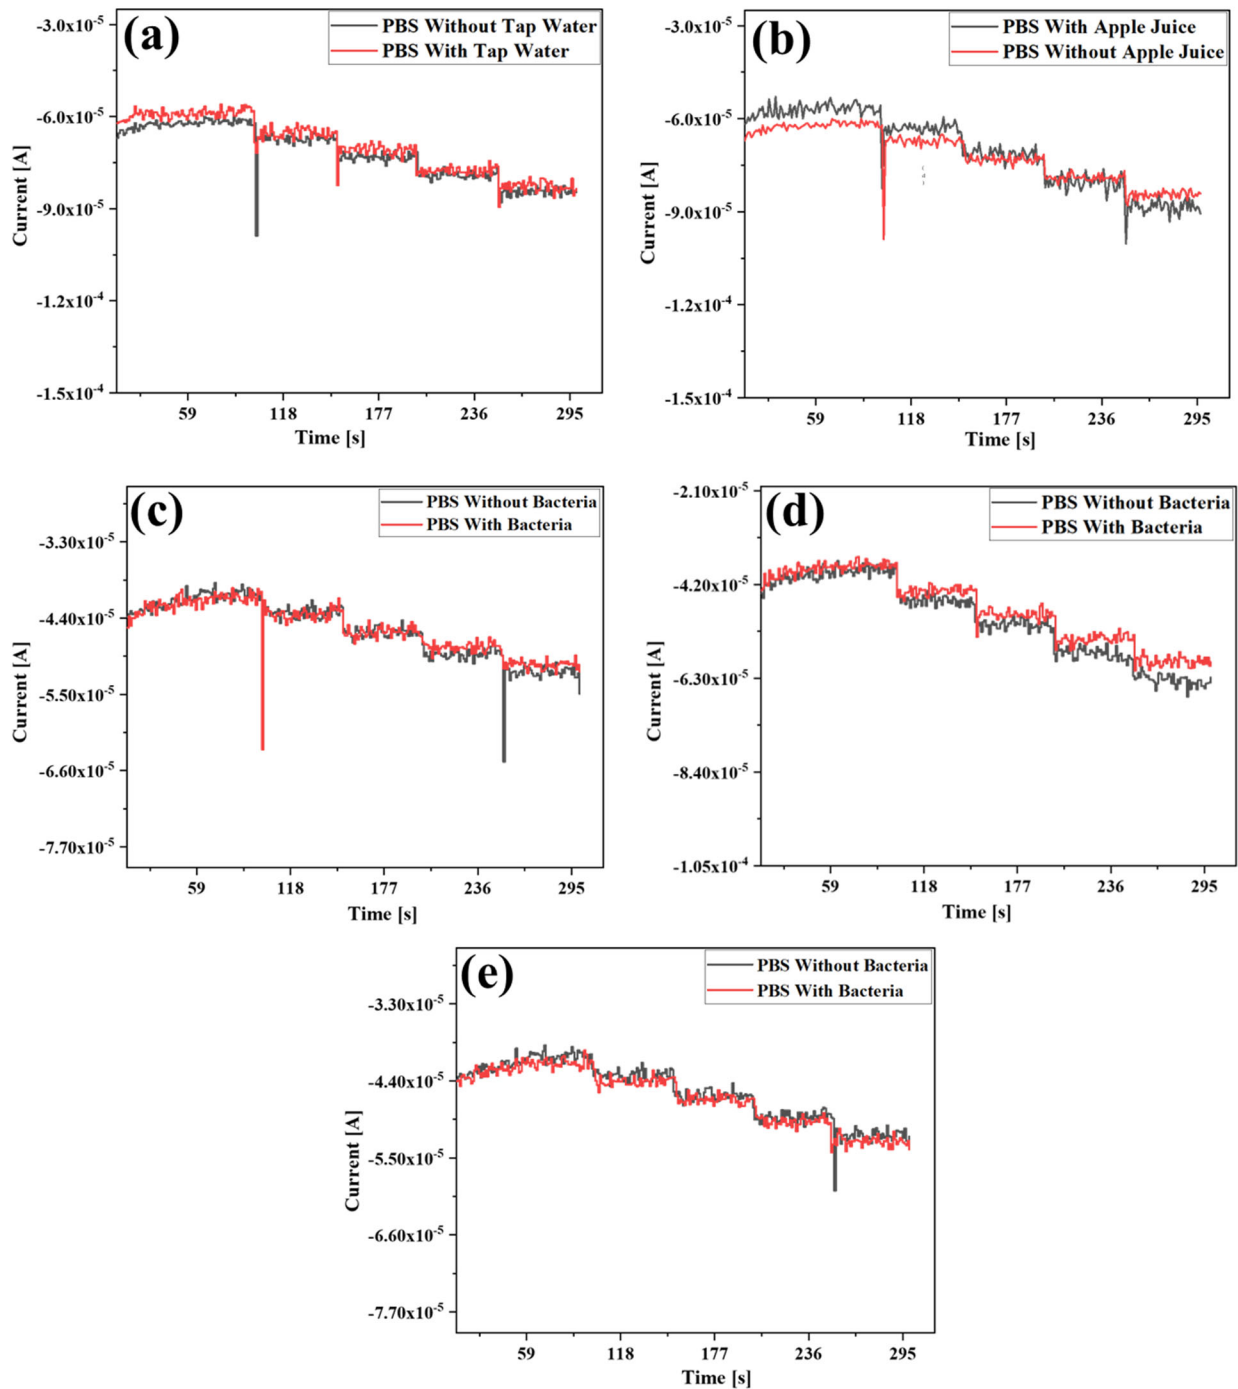 (a)
PBS Without Tap Water
PBS With Tap Water
-3.0x10⁻⁵
-6.0x10⁻⁵
-9.0x10⁻⁵
-1.2x10⁻⁴
-1.5x10⁻⁴
Current [A]
59 118 177 236 295
Time [s]
(b)
PBS With Apple Juice
PBS Without Apple Juice
-3.0x10⁻⁵
-6.0x10⁻⁵
-9.0x10⁻⁵
-1.2x10⁻⁴
-1.5x10⁻⁴
Current [A]
59 118 177 236 295
Time [s]
(c)
PBS Without Bacteria
PBS With Bacteria
-3.30x10⁻⁵
-4.40x10⁻⁵
-5.50x10⁻⁵
-6.60x10⁻⁵
-7.70x10⁻⁵
Current [A]
59 118 177 236 295
Time [s]
(d)
PBS Without Bacteria
PBS With Bacteria
-2.10x10⁻⁵
-4.20x10⁻⁵
-6.30x10⁻⁵
-8.40x10⁻⁵
-1.05x10⁻⁴
Current [A]
59 118 177 236 295
Time [s]
(e)
PBS Without Bacteria
PBS With Bacteria
-3.30x10⁻⁵
-4.40x10⁻⁵
-5.50x10⁻⁵
-6.60x10⁻⁵
-7.70x10⁻⁵
Current [A]
59 118 177 236 295
Time [s]